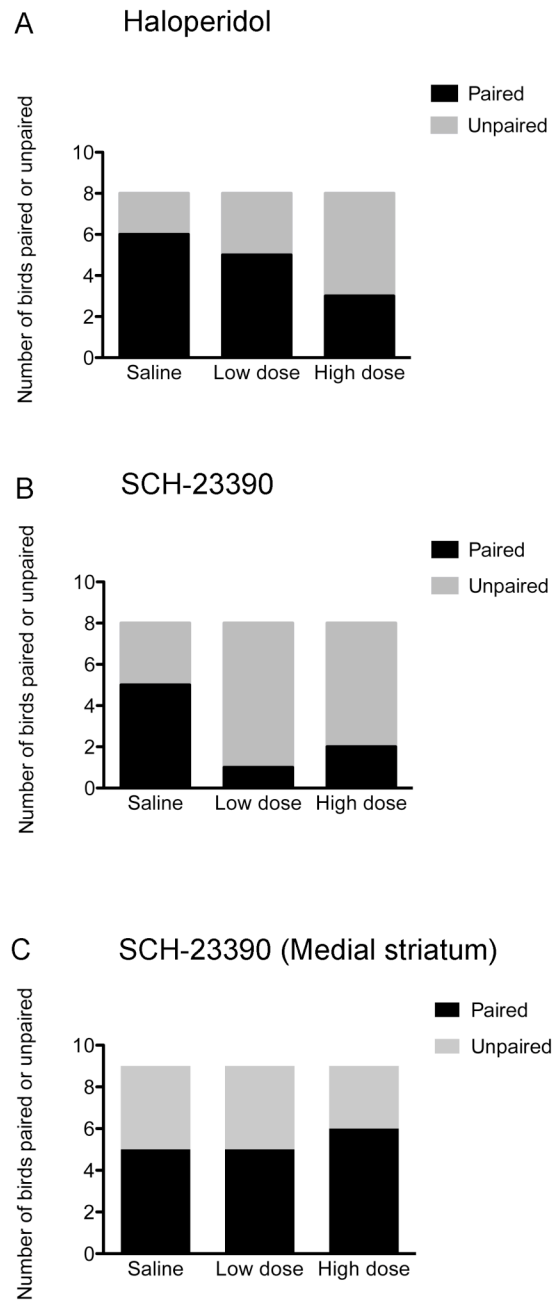 A
Haloperidol
Paired
Unpaired
Number of birds paired or unpaired
10
8
6
4
2
0
Saline Low dose High dose
B
SCH-23390
Paired
Unpaired
Number of birds paired or unpaired
10
8
6
4
2
0
Saline Low dose High dose
C
SCH-23390 (Medial striatum)
Paired
Unpaired
Number of birds paired or unpaired
10
8
6
4
2
0
Saline Low dose High dose